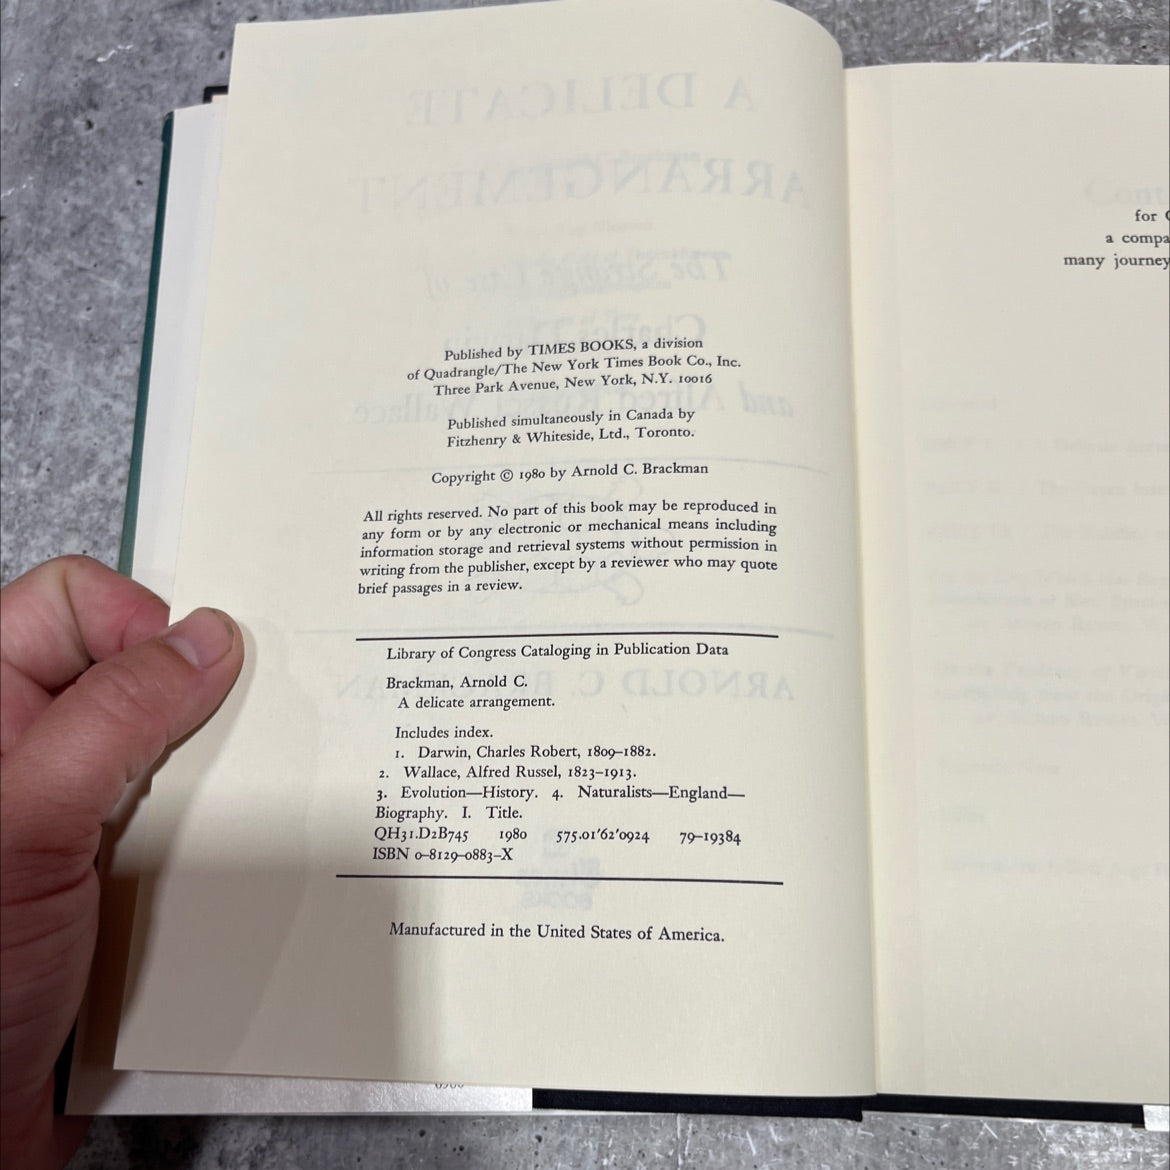 Published by TIMES BOOKS, a division
of Quadrangle/The New York Times Book Co., Inc.
Three Park Avenue, New York, N.Y. 10016
Published simultaneously in Canada by
Fitzhenry & Whiteside, Ltd., Toronto.
Copyright © 1980 by Arnold C. Brackman
All rights reserved. No part of this book may be reproduced in
any form or by any electronic or mechanical means including
information storage and retrieval systems without permission in
writing from the publisher, except by a reviewer who may quote
brief passages in a review.
Library of Congress Cataloging in Publication Data
Brackman, Arnold C.
A delicate arrangement.
Includes index.
1. Darwin, Charles Robert, 1809–1882.
2. Wallace, Alfred Russel, 1823–1913.
3. Evolution—History. 4. Naturalists—England—
Biography. I. Title.
QH31.D2B745 1980 575.01'62'0924 79–19384
ISBN 0–8129–0883–X
Manufactured in the United States of America.
for
a compa
many journey